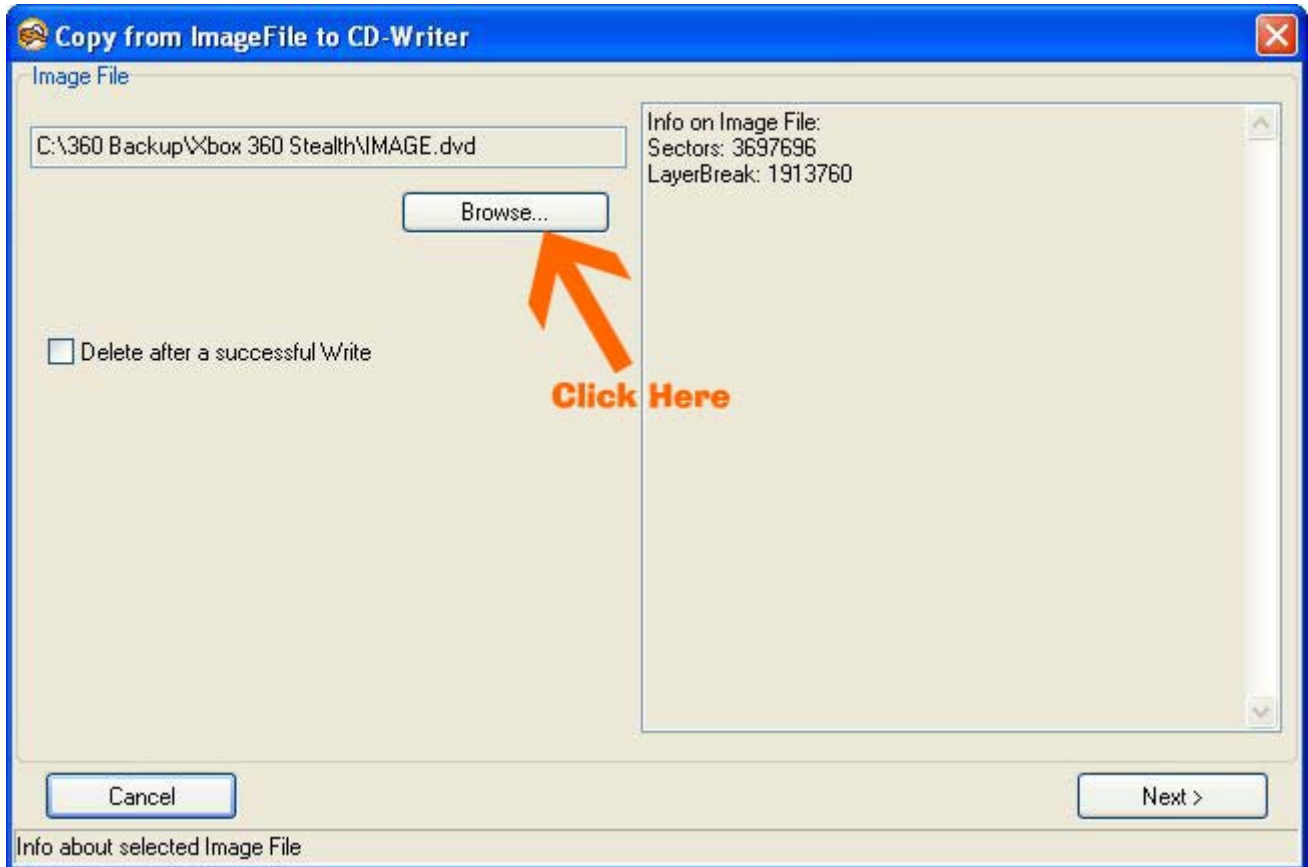 Copy from ImageFile to CD-Writer
Image File
C:\360 Backup\Xbox 360 Stealth\IMAGE.dvd
Browse...
Delete after a successful Write
Click Here
Info on Image File:
Sectors: 3697696
LayerBreak: 1913760
Cancel
Next >
Info about selected Image File